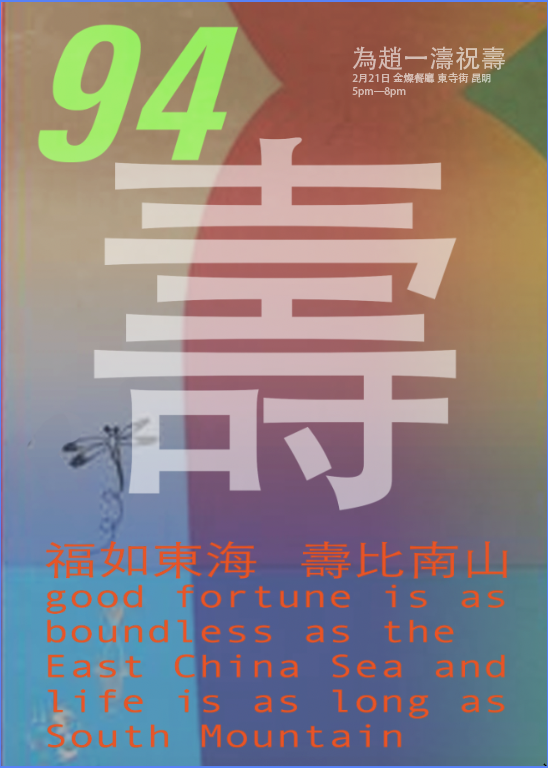 94
為趙一濤祝壽
2月21日 金燦餐廳 東寺街 昆明
5pm—8pm
壽
福如東海 壽比南山
good fortune is as
boundless as the
East China Sea and
life is as long as
South Mountain